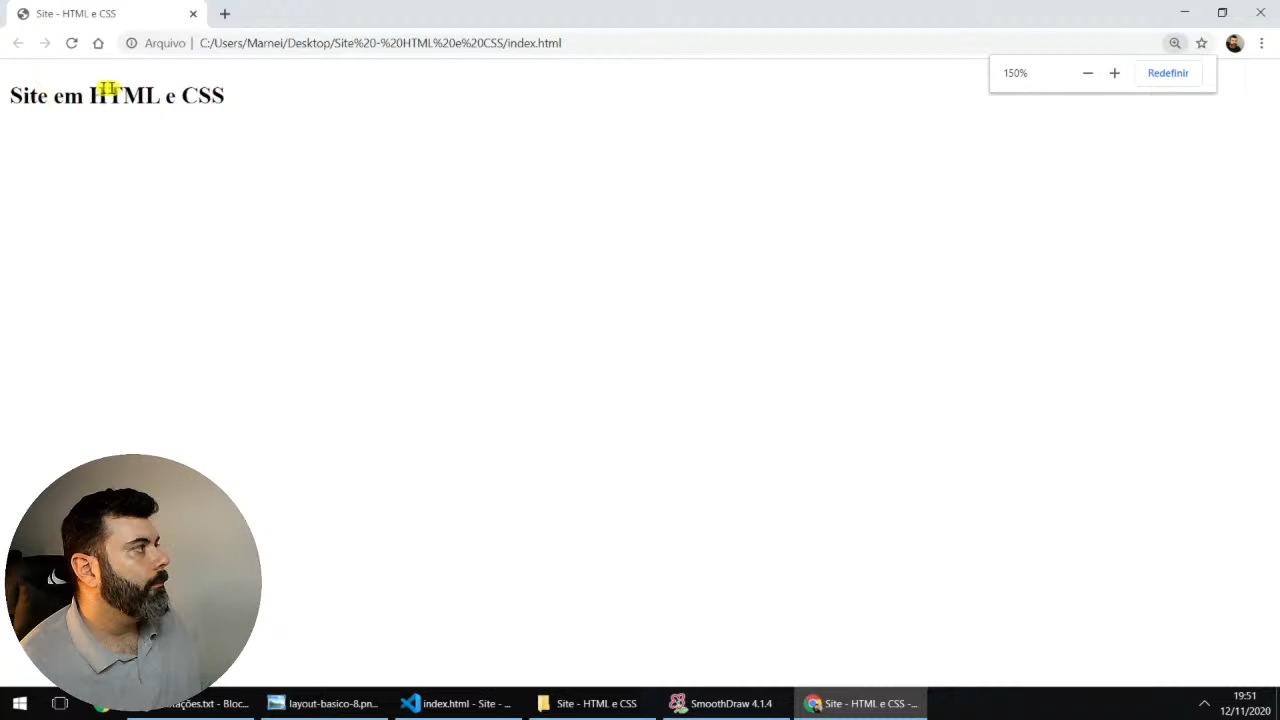 Site - HTML e CSS
Arquivo | C:/Users/Marnei/Desktop/Site%20-%20HTML%20e%20CSS/index.html
150%
Redefinir
Site em HTML e CSS
tações.txt - Bloc...
layout-basico-8.pn...
index.html - Site - ...
Site - HTML e CSS
SmoothDraw 4.1.4
Site - HTML e CSS -...
19:51
12/11/2020